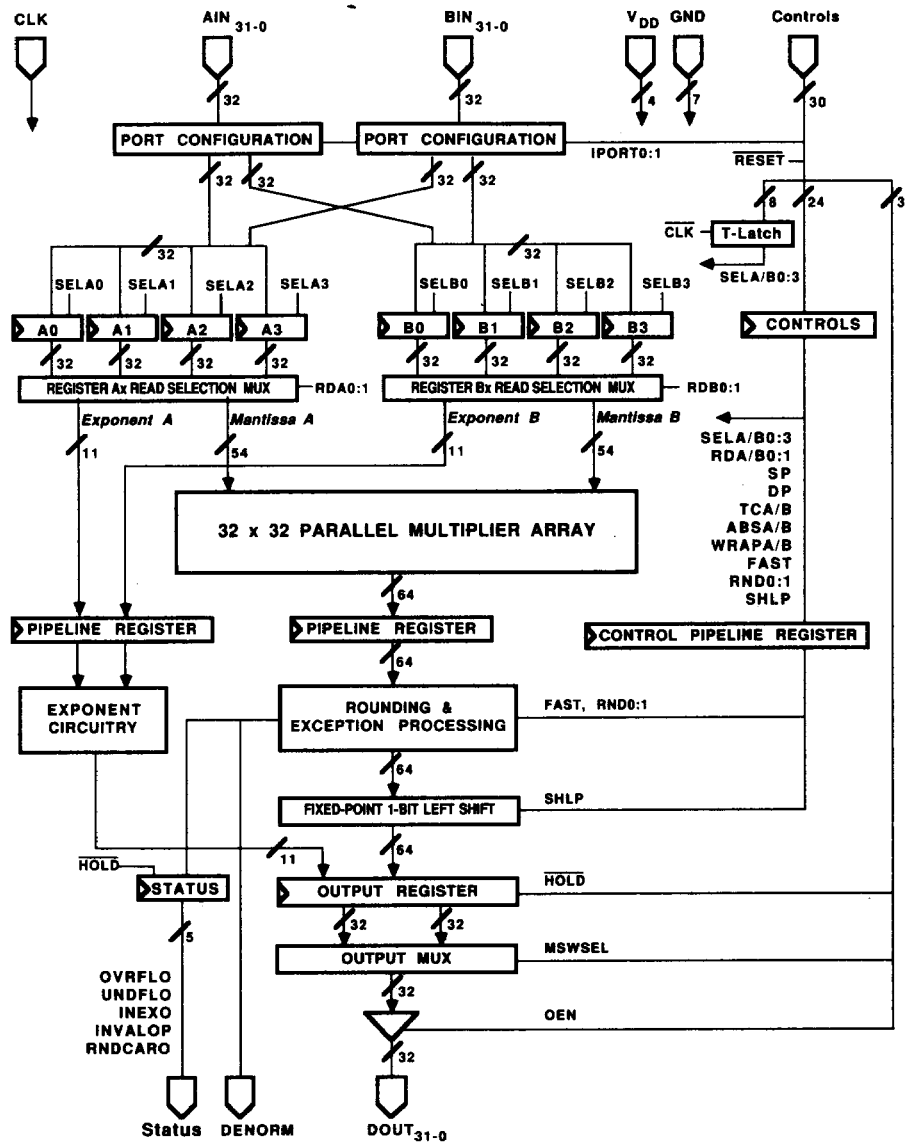 CLK AIN31-0 BIN31-0 VDD GND Controls
32 32 4 7 30
PORT CONFIGURATION PORT CONFIGURATION
IPORT0:1
RESET
32 32 32 32 8 24 3
CLK T-Latch
32 32
SELA/B0:3
SELA0 SELA1 SELA2 SELA3 SELB0 SELB1 SELB2 SELB3
A0 A1 A2 A3 B0 B1 B2 B3 CONTROLS
32 32 32 32 32 32 32 32
REGISTER Ax READ SELECTION MUX RDA0:1 REGISTER Bx READ SELECTION MUX RDB0:1
Exponent A Mantissa A Exponent B Mantissa B
11 54 11 54
SELA/B0:3
RDA/B0:1
SP
DP
TCA/B
ABSA/B
WRAPA/B
FAST
RND0:1
SHLP
32 x 32 PARALLEL MULTIPLIER ARRAY
64
PIPELINE REGISTER PIPELINE REGISTER CONTROL PIPELINE REGISTER
64
EXPONENT
CIRCUITRY
ROUNDING &
EXCEPTION PROCESSING
FAST, RND0:1
64
FIXED-POINT 1-BIT LEFT SHIFT SHLP
11 64
HOLD
STATUS OUTPUT REGISTER HOLD
5 32 32
OUTPUT MUX MSWSEL
32
OVRFLO
UNDFLO
INEXO
INVALOP
RNDCARO
OEN
32
Status DENORM DOUT31-0